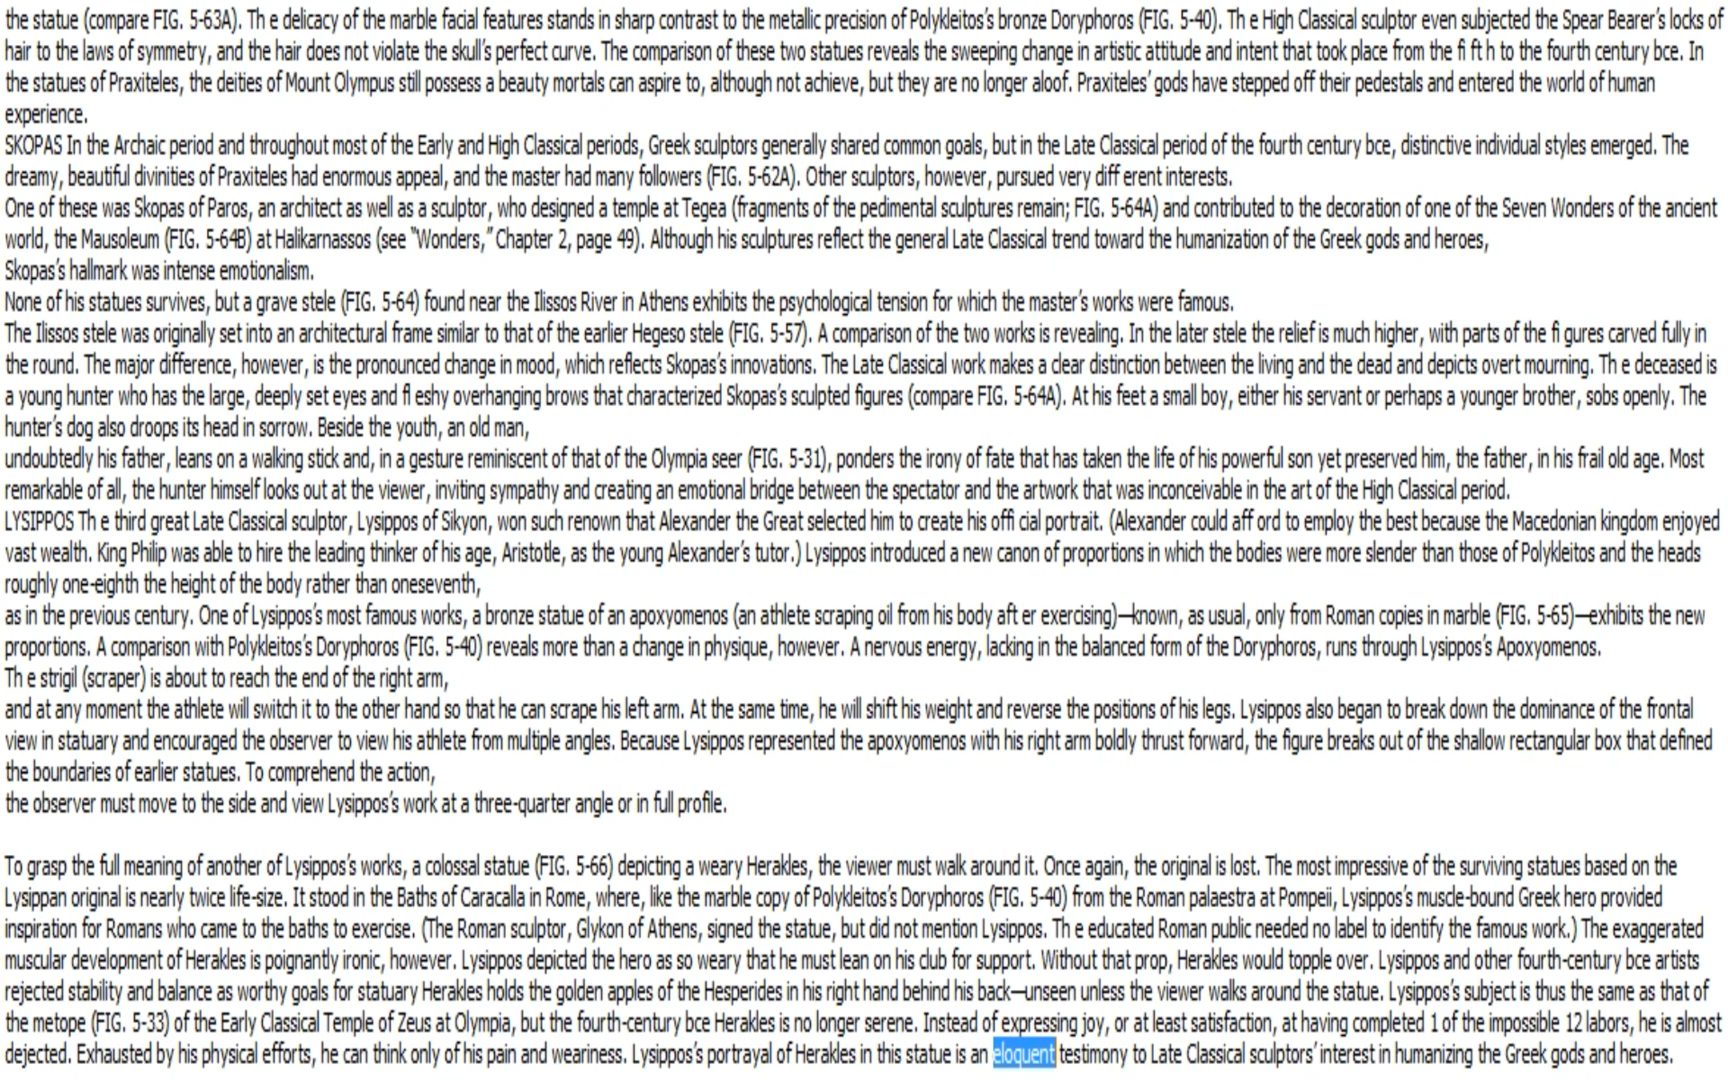 the statue (compare FIG. 5-63A). Th e delicacy of the marble facial features stands in sharp contrast to the metallic precision of Polykleitos's bronze Doryphoros (FIG. 5-40). Th e High Classical sculptor even subjected the Spear Bearer's locks of
hair to the laws of symmetry, and the hair does not violate the skull's perfect curve. The comparison of these two statues reveals the sweeping change in artistic attitude and intent that took place from the fi ft h to the fourth century bce. In
the statues of Praxiteles, the deities of Mount Olympus still possess a beauty mortals can aspire to, although not achieve, but they are no longer aloof. Praxiteles' gods have stepped off their pedestals and entered the world of human
experience.
SKOPAS In the Archaic period and throughout most of the Early and High Classical periods, Greek sculptors generally shared common goals, but in the Late Classical period of the fourth century bce, distinctive individual styles emerged. The
dreamy, beautiful divinities of Praxiteles had enormous appeal, and the master had many followers (FIG. 5-62A). Other sculptors, however, pursued very diff erent interests.
One of these was Skopas of Paros, an architect as well as a sculptor, who designed a temple at Tegea (fragments of the pedimental sculptures remain; FIG. 5-64A) and contributed to the decoration of one of the Seven Wonders of the ancient
world, the Mausoleum (FIG. 5-64B) at Halikarnassos (see “Wonders,” Chapter 2, page 49). Although his sculptures reflect the general Late Classical trend toward the humanization of the Greek gods and heroes,
Skopas's hallmark was intense emotionalism.
None of his statues survives, but a grave stele (FIG. 5-64) found near the Ilissos River in Athens exhibits the psychological tension for which the master's works were famous.
The Ilissos stele was originally set into an architectural frame similar to that of the earlier Hegeso stele (FIG. 5-57). A comparison of the two works is revealing. In the later stele the relief is much higher, with parts of the fi gures carved fully in
the round. The major difference, however, is the pronounced change in mood, which reflects Skopas's innovations. The Late Classical work makes a clear distinction between the living and the dead and depicts overt mourning. Th e deceased is
a young hunter who has the large, deeply set eyes and fl eshy overhanging brows that characterized Skopas's sculpted figures (compare FIG. 5-64A). At his feet a small boy, either his servant or perhaps a younger brother, sobs openly. The
hunter's dog also droops its head in sorrow. Beside the youth, an old man,
undoubtedly his father, leans on a walking stick and, in a gesture reminiscent of that of the Olympia seer (FIG. 5-31), ponders the irony of fate that has taken the life of his powerful son yet preserved him, the father, in his frail old age. Most
remarkable of all, the hunter himself looks out at the viewer, inviting sympathy and creating an emotional bridge between the spectator and the artwork that was inconceivable in the art of the High Classical period.
LYSIPPOS Th e third great Late Classical sculptor, Lysippos of Sikyon, won such renown that Alexander the Great selected him to create his offi cial portrait. (Alexander could aff ord to employ the best because the Macedonian kingdom enjoyed
vast wealth. King Philip was able to hire the leading thinker of his age, Aristotle, as the young Alexander's tutor.) Lysippos introduced a new canon of proportions in which the bodies were more slender than those of Polykleitos and the heads
roughly one-eighth the height of the body rather than oneseventh,
as in the previous century. One of Lysippos's most famous works, a bronze statue of an apoxyomenos (an athlete scraping oil from his body aft er exercising)—known, as usual, only from Roman copies in marble (FIG. 5-65)—exhibits the new
proportions. A comparison with Polykleitos's Doryphoros (FIG. 5-40) reveals more than a change in physique, however. A nervous energy, lacking in the balanced form of the Doryphoros, runs through Lysippos's Apoxyomenos.
Th e strigil (scraper) is about to reach the end of the right arm,
and at any moment the athlete will switch it to the other hand so that he can scrape his left arm. At the same time, he will shift his weight and reverse the positions of his legs. Lysippos also began to break down the dominance of the frontal
view in statuary and encouraged the observer to view his athlete from multiple angles. Because Lysippos represented the apoxyomenos with his right arm boldly thrust forward, the figure breaks out of the shallow rectangular box that defined
the boundaries of earlier statues. To comprehend the action,
the observer must move to the side and view Lysippos's work at a three-quarter angle or in full profile.
To grasp the full meaning of another of Lysippos's works, a colossal statue (FIG. 5-66) depicting a weary Herakles, the viewer must walk around it. Once again, the original is lost. The most impressive of the surviving statues based on the
Lysippan original is nearly twice life-size. It stood in the Baths of Caracalla in Rome, where, like the marble copy of Polykleitos's Doryphoros (FIG. 5-40) from the Roman palaestra at Pompeii, Lysippos's muscle-bound Greek hero provided
inspiration for Romans who came to the baths to exercise. (The Roman sculptor, Glykon of Athens, signed the statue, but did not mention Lysippos. Th e educated Roman public needed no label to identify the famous work.) The exaggerated
muscular development of Herakles is poignantly ironic, however. Lysippos depicted the hero as so weary that he must lean on his club for support. Without that prop, Herakles would topple over. Lysippos and other fourth-century bce artists
rejected stability and balance as worthy goals for statuary Herakles holds the golden apples of the Hesperides in his right hand behind his back—unseen unless the viewer walks around the statue. Lysippos's subject is thus the same as that of
the metope (FIG. 5-33) of the Early Classical Temple of Zeus at Olympia, but the fourth-century bce Herakles is no longer serene. Instead of expressing joy, or at least satisfaction, at having completed 1 of the impossible 12 labors, he is almost
dejected. Exhausted by his physical efforts, he can think only of his pain and weariness. Lysippos's portrayal of Herakles in this statue is an eloquent testimony to Late Classical sculptors' interest in humanizing the Greek gods and heroes.